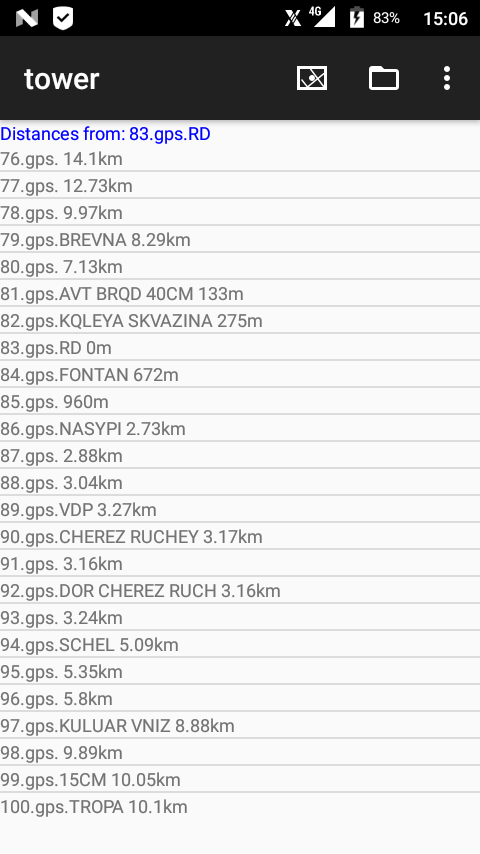 4G 83% 15:06
tower
Distances from: 83.gps.RD
76.gps. 14.1km
77.gps. 12.73km
78.gps. 9.97km
79.gps.BREVNA 8.29km
80.gps. 7.13km
81.gps.AVT BRQD 40CM 133m
82.gps.KQLEYA SKVAZINA 275m
83.gps.RD 0m
84.gps.FONTAN 672m
85.gps. 960m
86.gps.NASYPI 2.73km
87.gps. 2.88km
88.gps. 3.04km
89.gps.VDP 3.27km
90.gps.CHEREZ RUCHEY 3.17km
91.gps. 3.16km
92.gps.DOR CHEREZ RUCH 3.16km
93.gps. 3.24km
94.gps.SCHEL 5.09km
95.gps. 5.35km
96.gps. 5.8km
97.gps.KULUAR VNIZ 8.88km
98.gps. 9.89km
99.gps.15CM 10.05km
100.gps.TROPA 10.1km